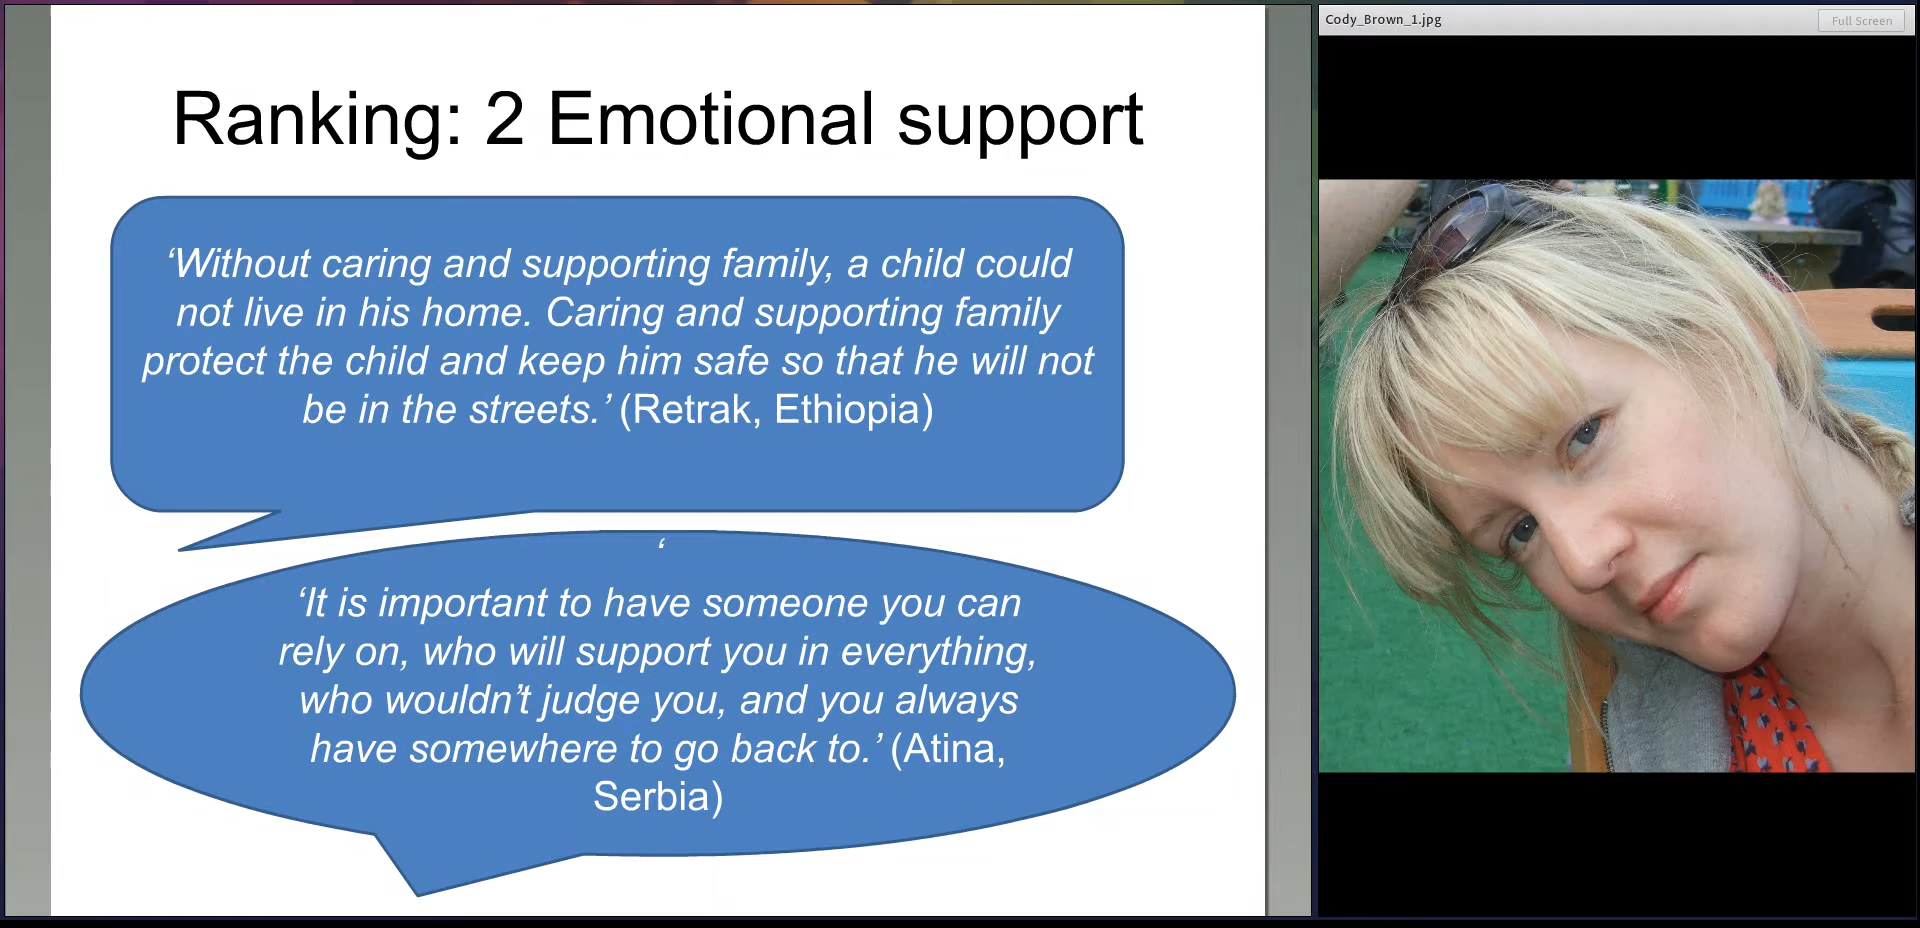 Ranking: 2 Emotional support
‘Without caring and supporting family, a child could
not live in his home. Caring and supporting family
protect the child and keep him safe so that he will not
be in the streets.’ (Retrak, Ethiopia)
‘
‘It is important to have someone you can
rely on, who will support you in everything,
who wouldn’t judge you, and you always
have somewhere to go back to.’ (Atina,
Serbia)
Cody_Brown_1.jpg
Full Screen